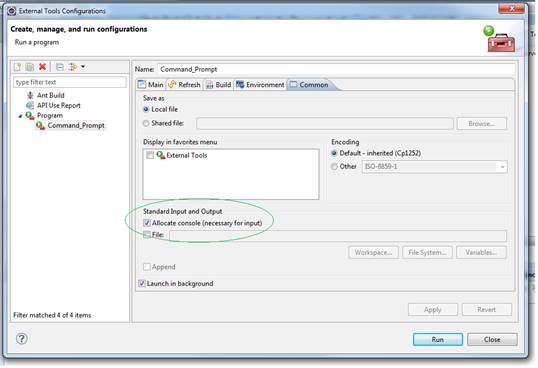 External Tools Configurations
Create, manage, and run configurations
Run a program
type filter text
Ant Build
API Use Report
Program
Command_Prompt
Filter matched 4 of 4 items
Name: Command_Prompt
Main Refresh Build Environment Common
Save as
Local file
Shared file: Browse...
Display in favorites menu
External Tools
Encoding
Default - inherited (Cp1252)
Other ISO-8859-1
Standard Input and Output
Allocate console (necessary for input)
File:
Workspace... File System... Variables...
Append
Launch in background
Apply Revert
Run Close